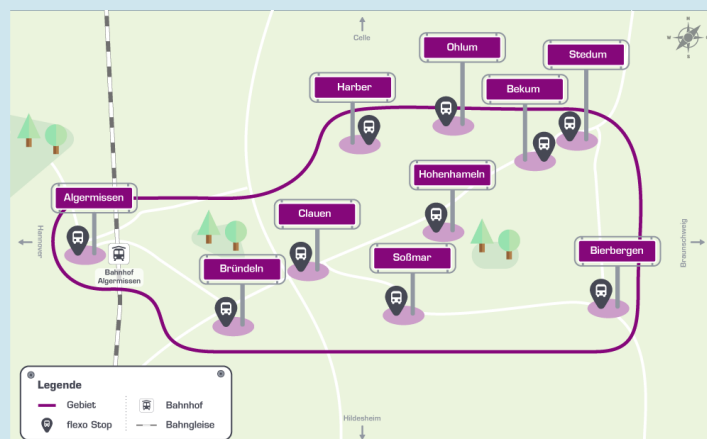 Celle
Ohlum
Stedum
Harber
Bekum
Hohenhameln
Algermissen
Clauen
Hannover
Braunschweig
Bahnhof
Algermissen
Bründeln
Soßmar
Bierbergen
Legende
Gebiet
Bahnhof
flexo Stop
Bahngleise
Hildesheim